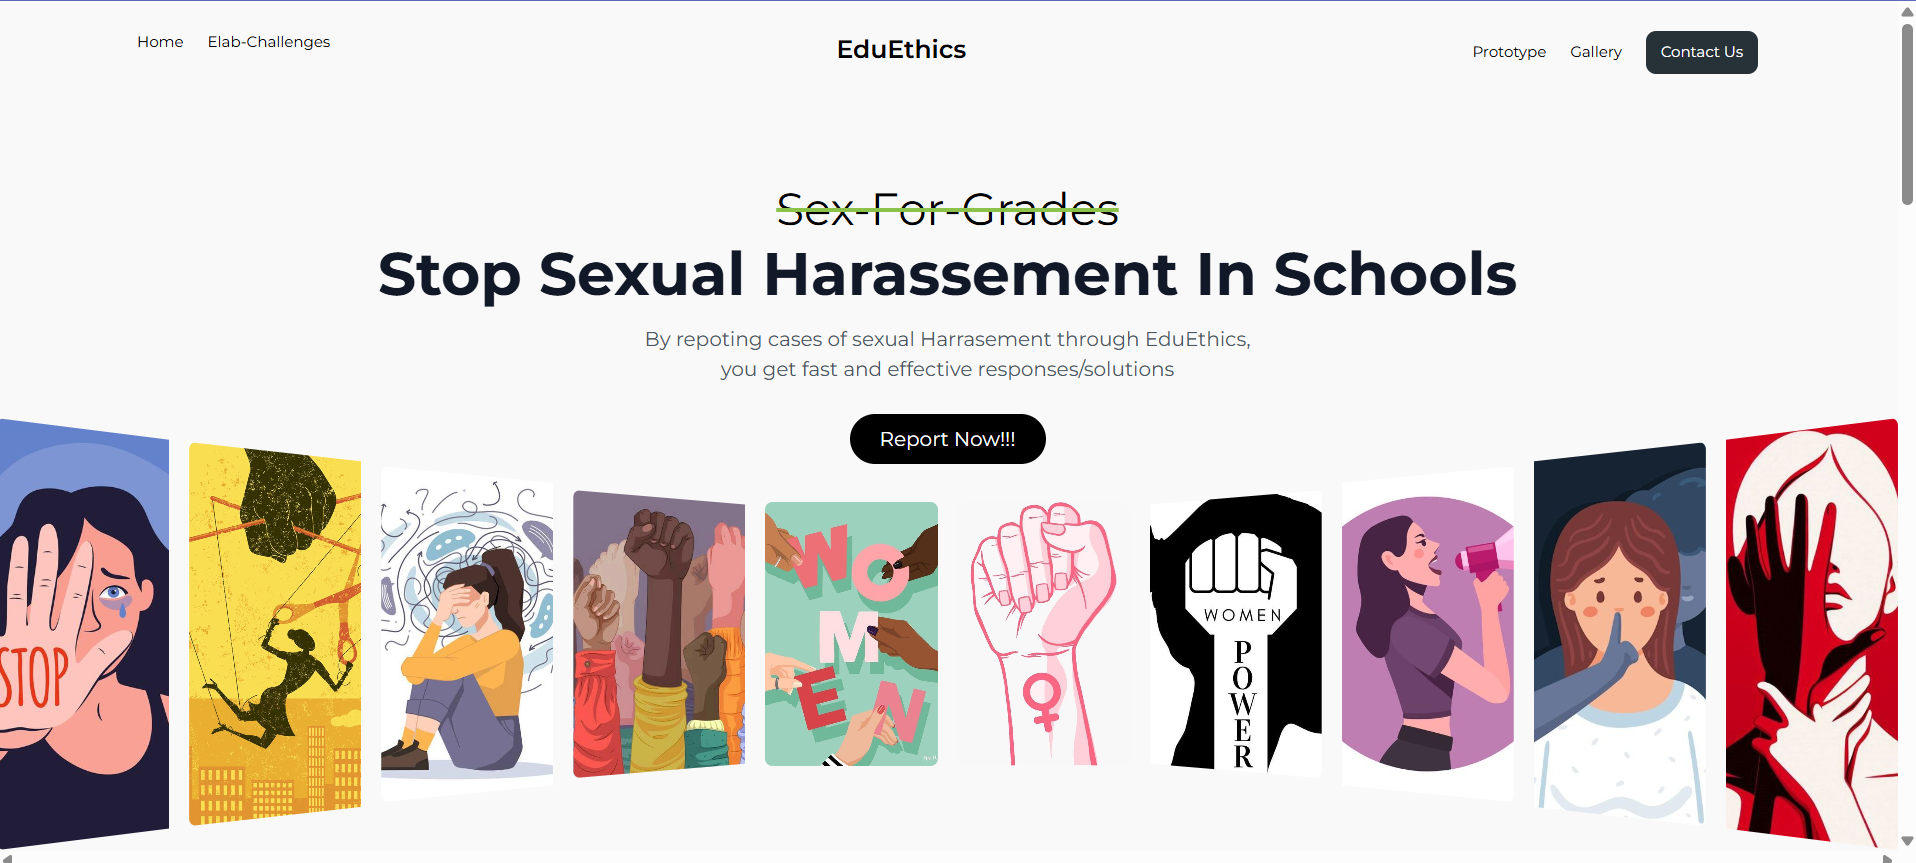 Home Elab-Challenges EduEthics Prototype Gallery Contact Us
Sex-For-Grades
Stop Sexual Harassement In Schools
By repoting cases of sexual Harrasement through EduEthics,
you get fast and effective responses/solutions
Report Now!!!
STOP
WOMEN
WOMEN
POWER